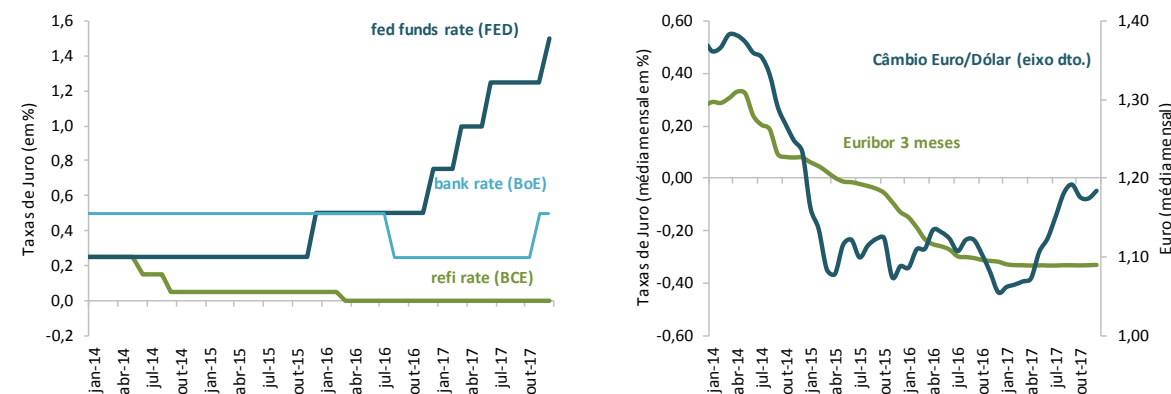 Taxas de Juro (em %)
1,6
1,4
1,2
1,0
0,8
0,6
0,4
0,2
0,0
-0,2
fed funds rate (FED)
bank rate (BoE)
refi rate (BCE)
jan-14
abr-14
jul-14
out-14
jan-15
abr-15
jul-15
out-15
jan-16
abr-16
jul-16
out-16
jan-17
abr-17
jul-17
out-17
Taxas de Juro (média mensal em %)
0,60
0,40
0,20
0,00
-0,20
-0,40
-0,60
Câmbio Euro/Dólar (eixo dto.)
Euribor 3 meses
1,40
1,30
1,20
1,10
1,00
Euro (média mensal)
jan-14
abr-14
jul-14
out-14
jan-15
abr-15
jul-15
out-15
jan-16
abr-16
jul-16
out-16
jan-17
abr-17
jul-17
out-17